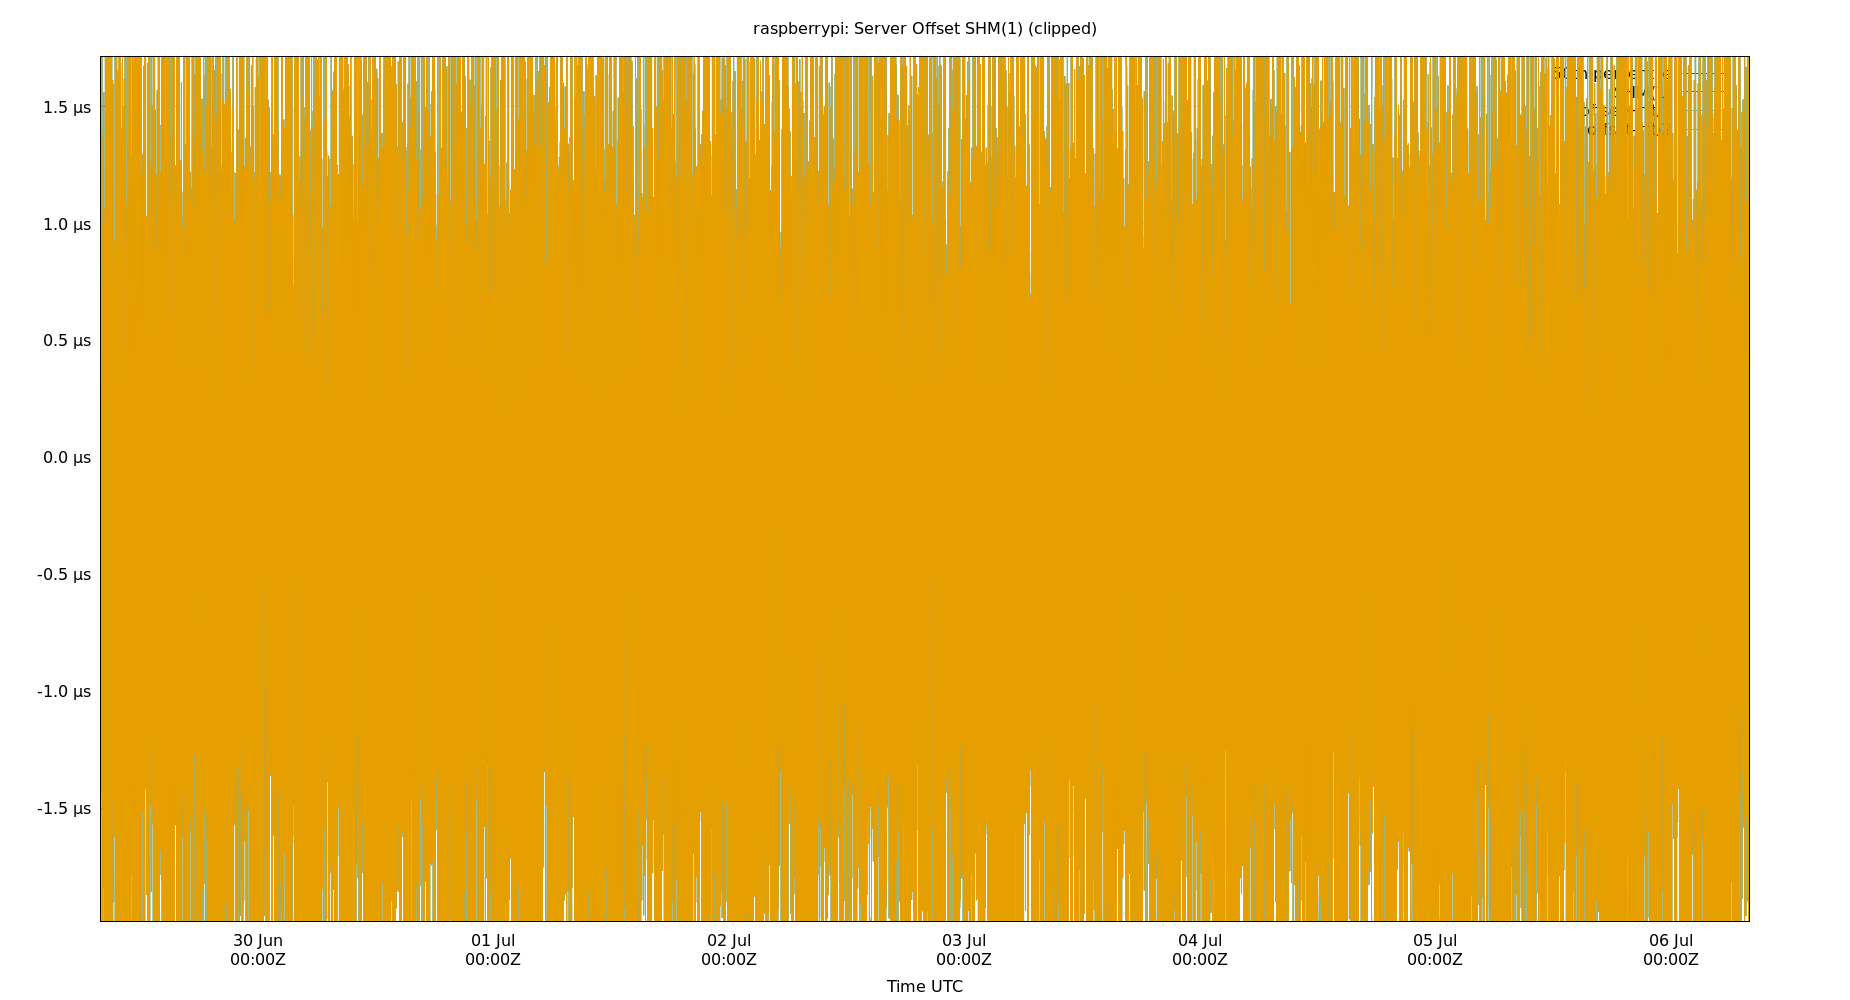 raspberrypi: Server Offset SHM(1) (clipped)
1.5 µs
1.0 µs
0.5 µs
0.0 µs
-0.5 µs
-1.0 µs
-1.5 µs
30 Jun 01 Jul 02 Jul 03 Jul 04 Jul 05 Jul 06 Jul
00:00Z 00:00Z 00:00Z 00:00Z 00:00Z 00:00Z 00:00Z
Time UTC